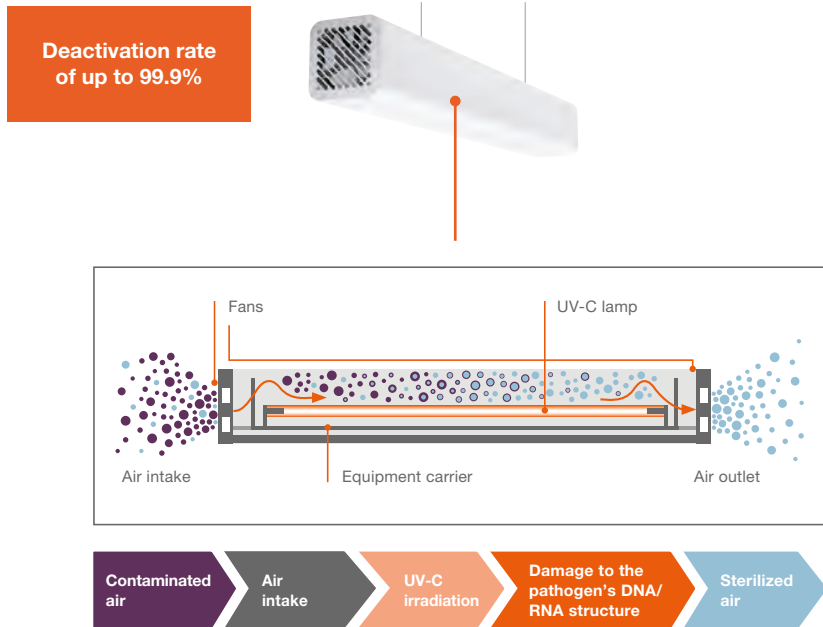 Deactivation rate
of up to 99.9%
Fans
UV-C lamp
Air intake
Equipment carrier
Air outlet
Contaminated
air
Air
intake
UV-C
irradiation
Damage to the
pathogen's DNA/
RNA structure
Sterilized
air